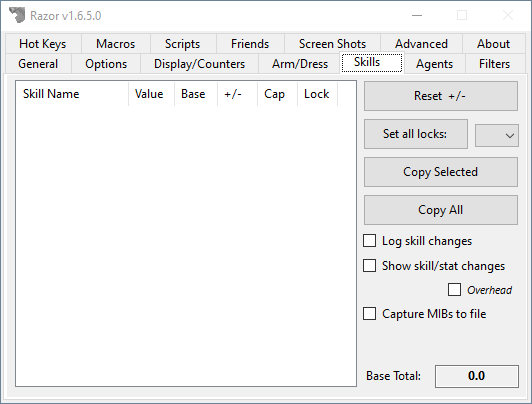 Razor v1.6.5.0
Hot Keys Macros Scripts Friends Screen Shots Advanced About
General Options Display/Counters Arm/Dress Skills Agents Filters
Skill Name Value Base +/- Cap Lock
Reset +/-
Set all locks:
Copy Selected
Copy All
Log skill changes
Show skill/stat changes
Overhead
Capture MIBs to file
Base Total: 0.0